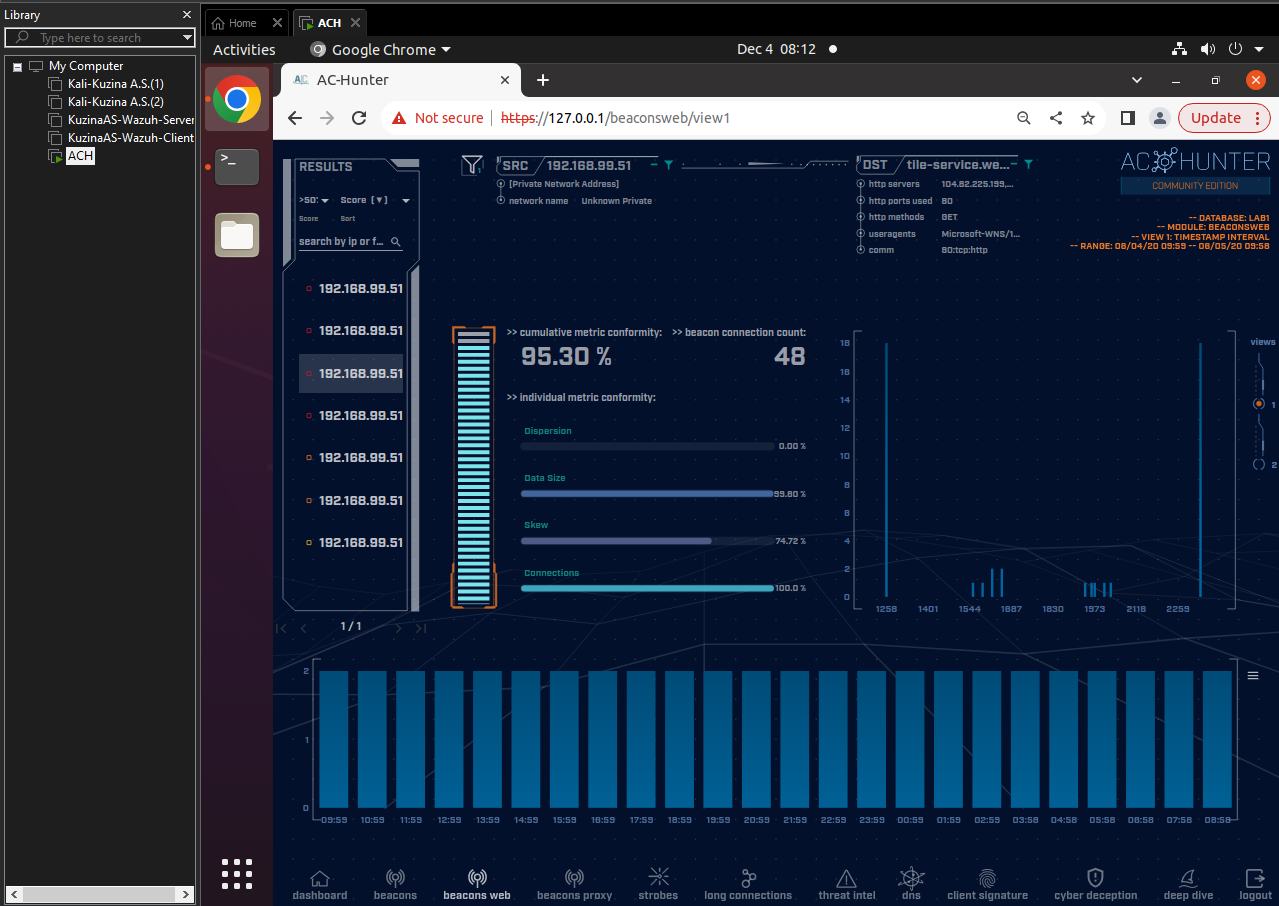 Library
Type here to search
My Computer
Kali-Kuzina A.S.(1)
Kali-Kuzina A.S.(2)
KuzinaAS-Wazuh-Server
KuzinaAS-Wazuh-Client
ACH
Home
ACH
Activities
Google Chrome
Dec 4 08:12
AC-Hunter
Not secure
https://127.0.0.1/beaconsweb/view1
Update
RESULTS
Score [▼]
Score
Sort
search by ip or f...
192.168.99.51
192.168.99.51
192.168.99.51
192.168.99.51
192.168.99.51
192.168.99.51
192.168.99.51
1 / 1
SRC 192.168.99.51
[Private Network Address]
network name Unknown Private
DST tile-service.we...
http servers 104.82.225.199,...
http ports used 80
http methods GET
useragents Microsoft-WNS/1...
comm 80:tcp:http
AC HUNTER
COMMUNITY EDITION
-- DATABASE: LAB1
-- MODULE: BEACONSWEB
-- VIEW 1: TIMESTAMP INTERVAL
-- RANGE: 08/04/20 09:59 -- 08/05/20 09:58
>> cumulative metric conformity:
95.30 %
>> beacon connection count:
48
>> individual metric conformity:
Dispersion
0.00 %
Data Size
99.80 %
Skew
74.72 %
Connections
100.0 %
18
16
14
12
10
8
6
4
2
0
1258 1401 1544 1687 1830 1973 2116 2259
views
1
2
2
1
0
09:59 10:59 11:59 12:59 13:59 14:59 15:59 16:59 17:59 18:59 19:59 20:59 21:59 22:59 23:59 00:59 01:59 02:59 03:58 04:58 05:58 06:58 07:58 08:58
dashboard
beacons
beacons web
beacons proxy
strobes
long connections
threat intel
dns
client signature
cyber deception
deep dive
logout